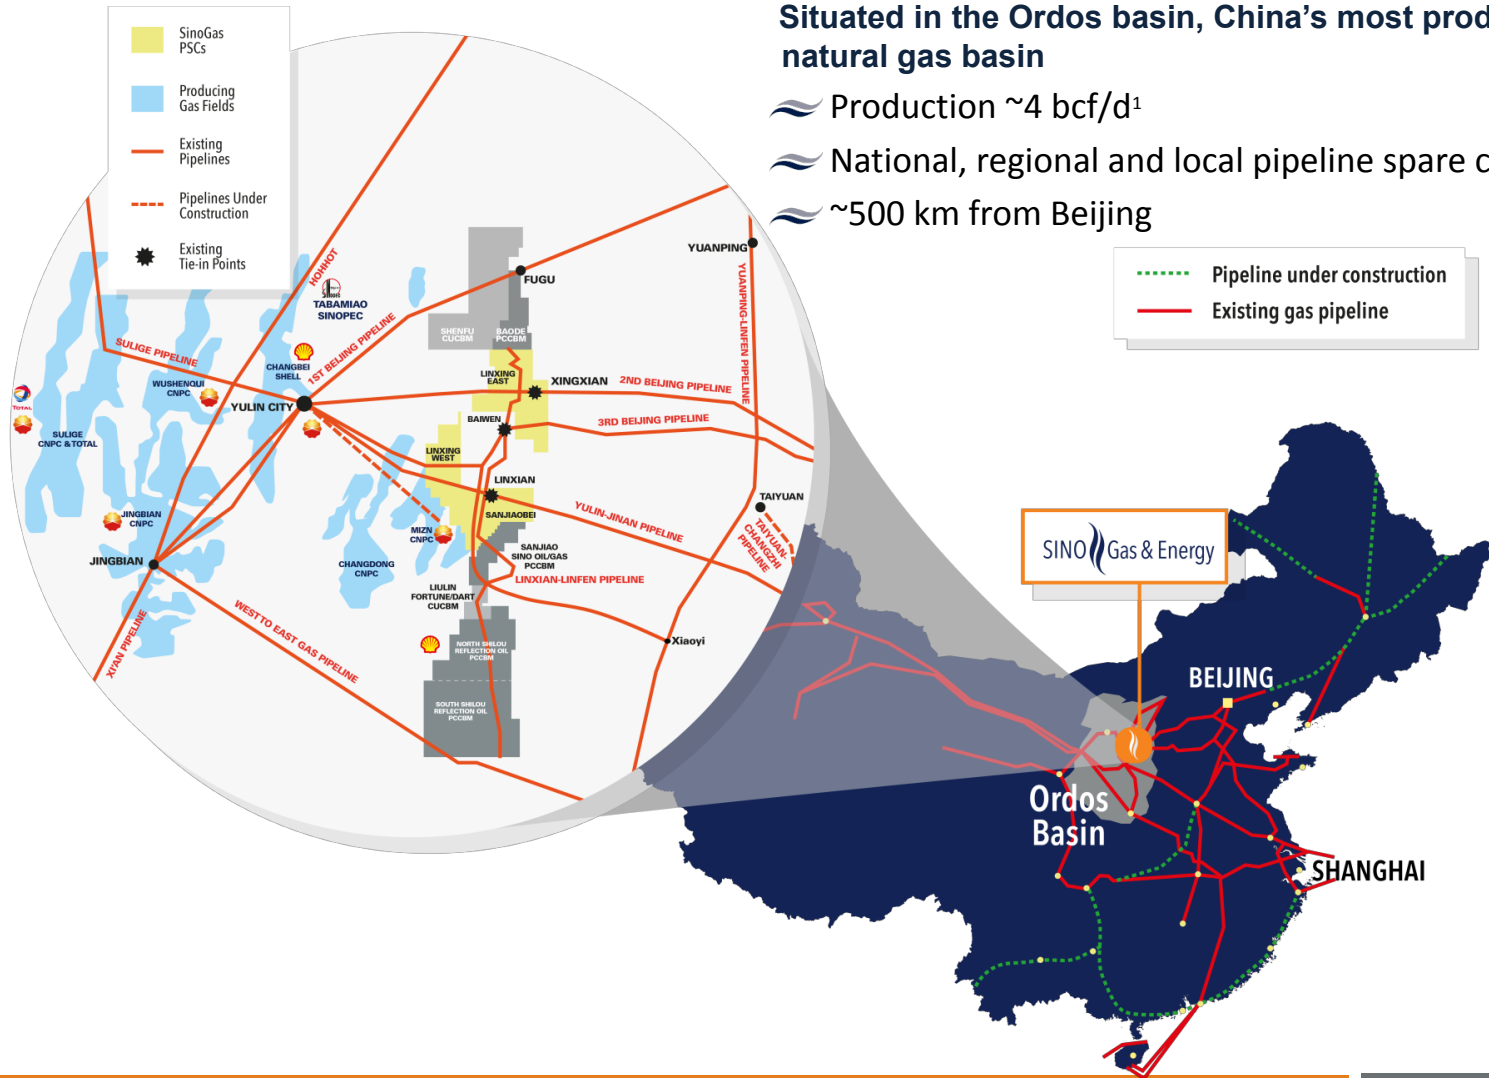 Situated in the Ordos basin, China's most prod
natural gas basin
Production ~4 bcf/d¹
National, regional and local pipeline spare c
~500 km from Beijing
SinoGas
PSCs
Producing
Gas Fields
Existing
Pipelines
Pipelines Under
Construction
Existing
Tie-in Points
Pipeline under construction
Existing gas pipeline
HOHHOT
TABAMIAO
SINOPEC
FUGU
YUANPING
YUANPING-LINFEN PIPELINE
SHENFU
CUCBM
BAODE
PCCBM
SULIGE PIPELINE
1ST BEIJING PIPELINE
CHANGBEI
SHELL
WUSHENQUI
CNPC
YULIN CITY
LINXING
EAST
XINGXIAN
2ND BEIJING PIPELINE
BAIWEN
3RD BEIJING PIPELINE
TOTAL
SULIGE
CNPC & TOTAL
LINXING
WEST
LINXIAN
SANJIAOBEI
YULIN-JINAN PIPELINE
TAIYUAN
TAIYUAN-
CHANGZHI
PIPELINE
JINGBIAN
CNPC
MIZN
CNPC
JINGBIAN
CHANGDONG
CNPC
SANJIAO
SINO OIL/GAS
PCCBM
LINXIAN-LINFEN PIPELINE
LIULIN
FORTUNE/DART
CUCBM
XI'AN PIPELINE
WEST TO EAST GAS PIPELINE
NORTH SHILOU
REFLECTION OIL
PCCBM
Xiaoyi
SOUTH SHILOU
REFLECTION OIL
PCCBM
SINO Gas & Energy
BEIJING
Ordos
Basin
SHANGHAI